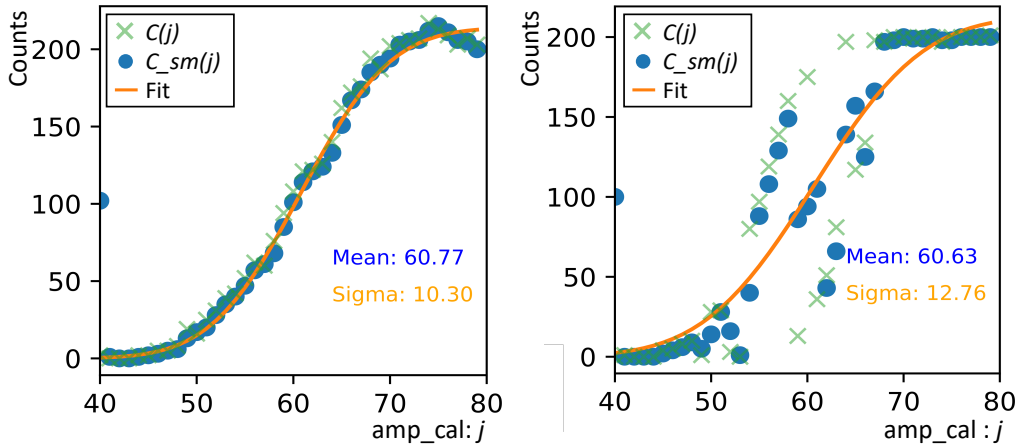 Counts
C(j)
C_sm(j)
Fit
200
150
100
50
0
Mean: 60.77
Sigma: 10.30
40 50 60 70 80
amp_cal: j
Counts
C(j)
C_sm(j)
Fit
200
150
100
50
0
Mean: 60.63
Sigma: 12.76
40 50 60 70 80
amp_cal : j